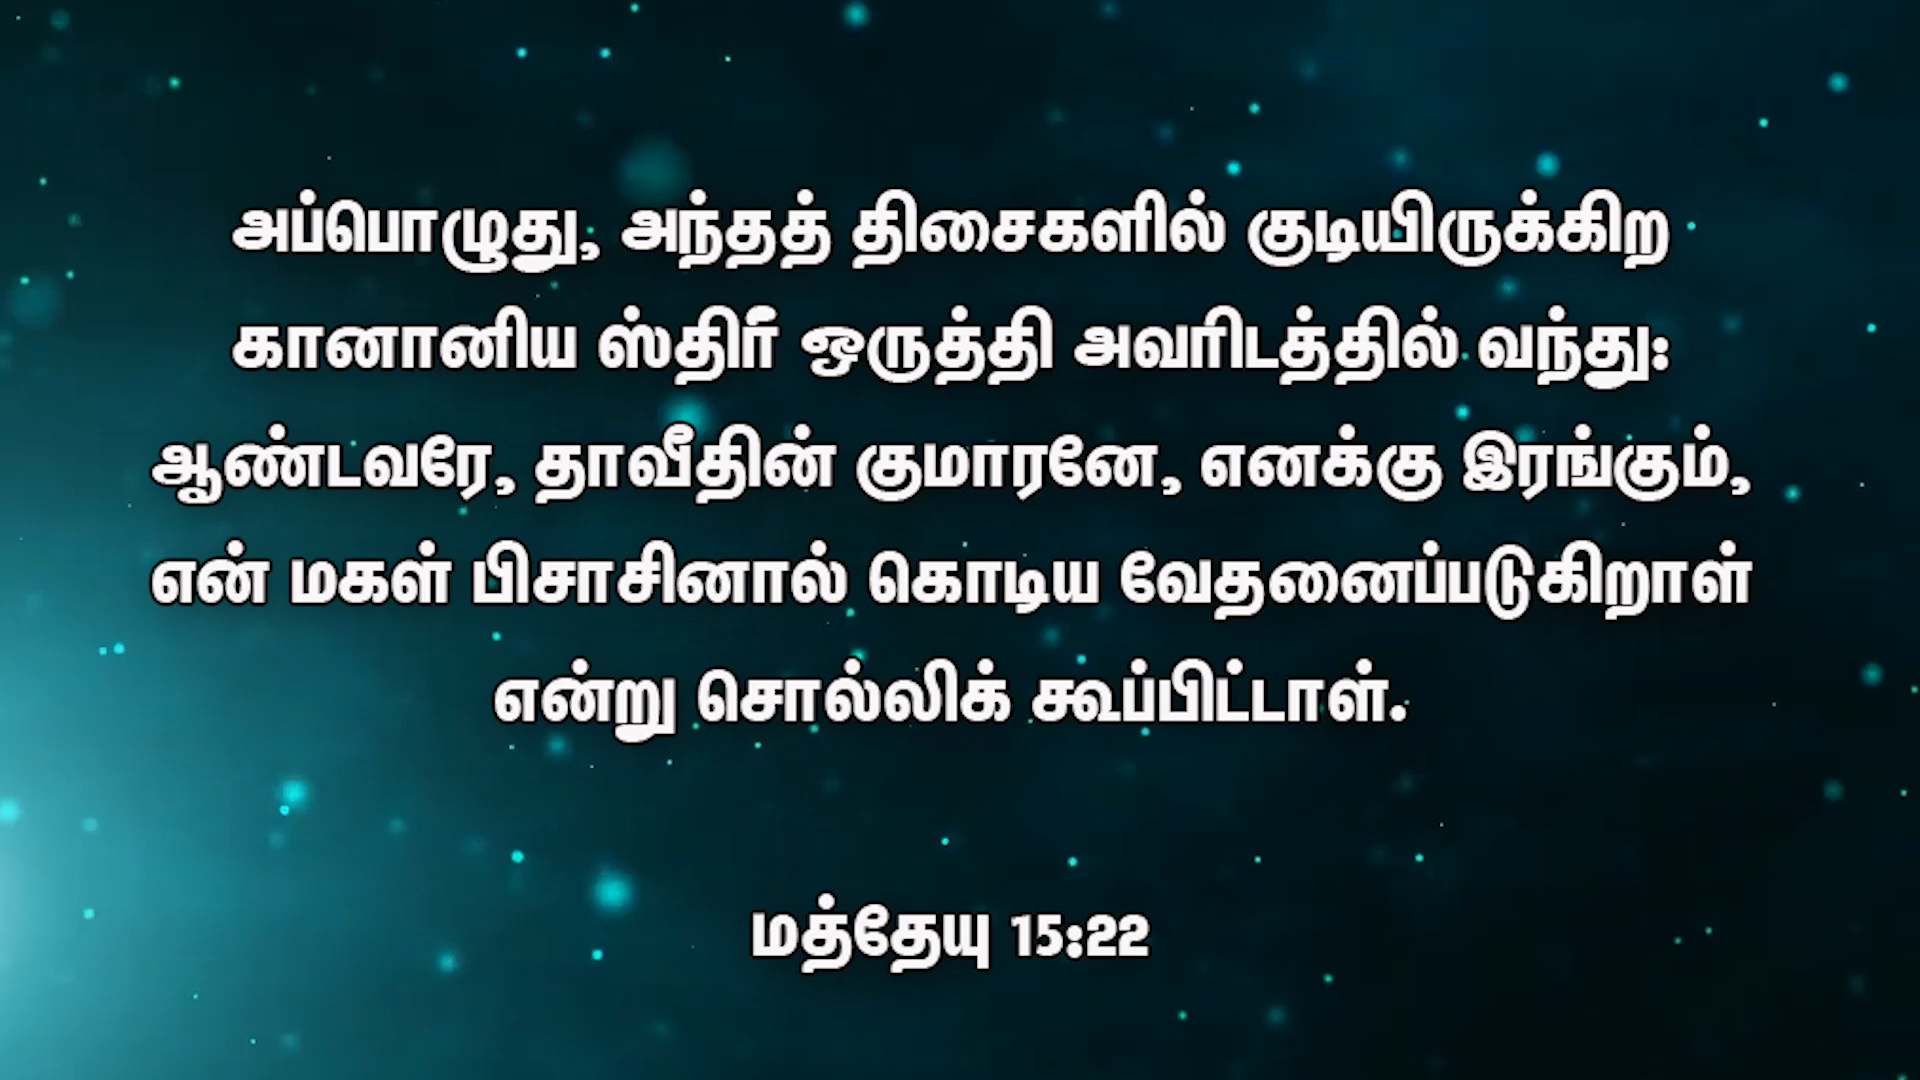 அப்பொழுது, அந்தத் திசைகளில் குடியிருக்கிற
கானானிய ஸ்திரீ ஒருத்தி அவரிடத்தில் வந்து:
ஆண்டவரே, தாவீதின் குமாரனே, எனக்கு இரங்கும்,
என் மகள் பிசாசினால் கொடிய வேதனைப்படுகிறாள்
என்று சொல்லிக் கூப்பிட்டாள்.
மத்தேயு 15:22